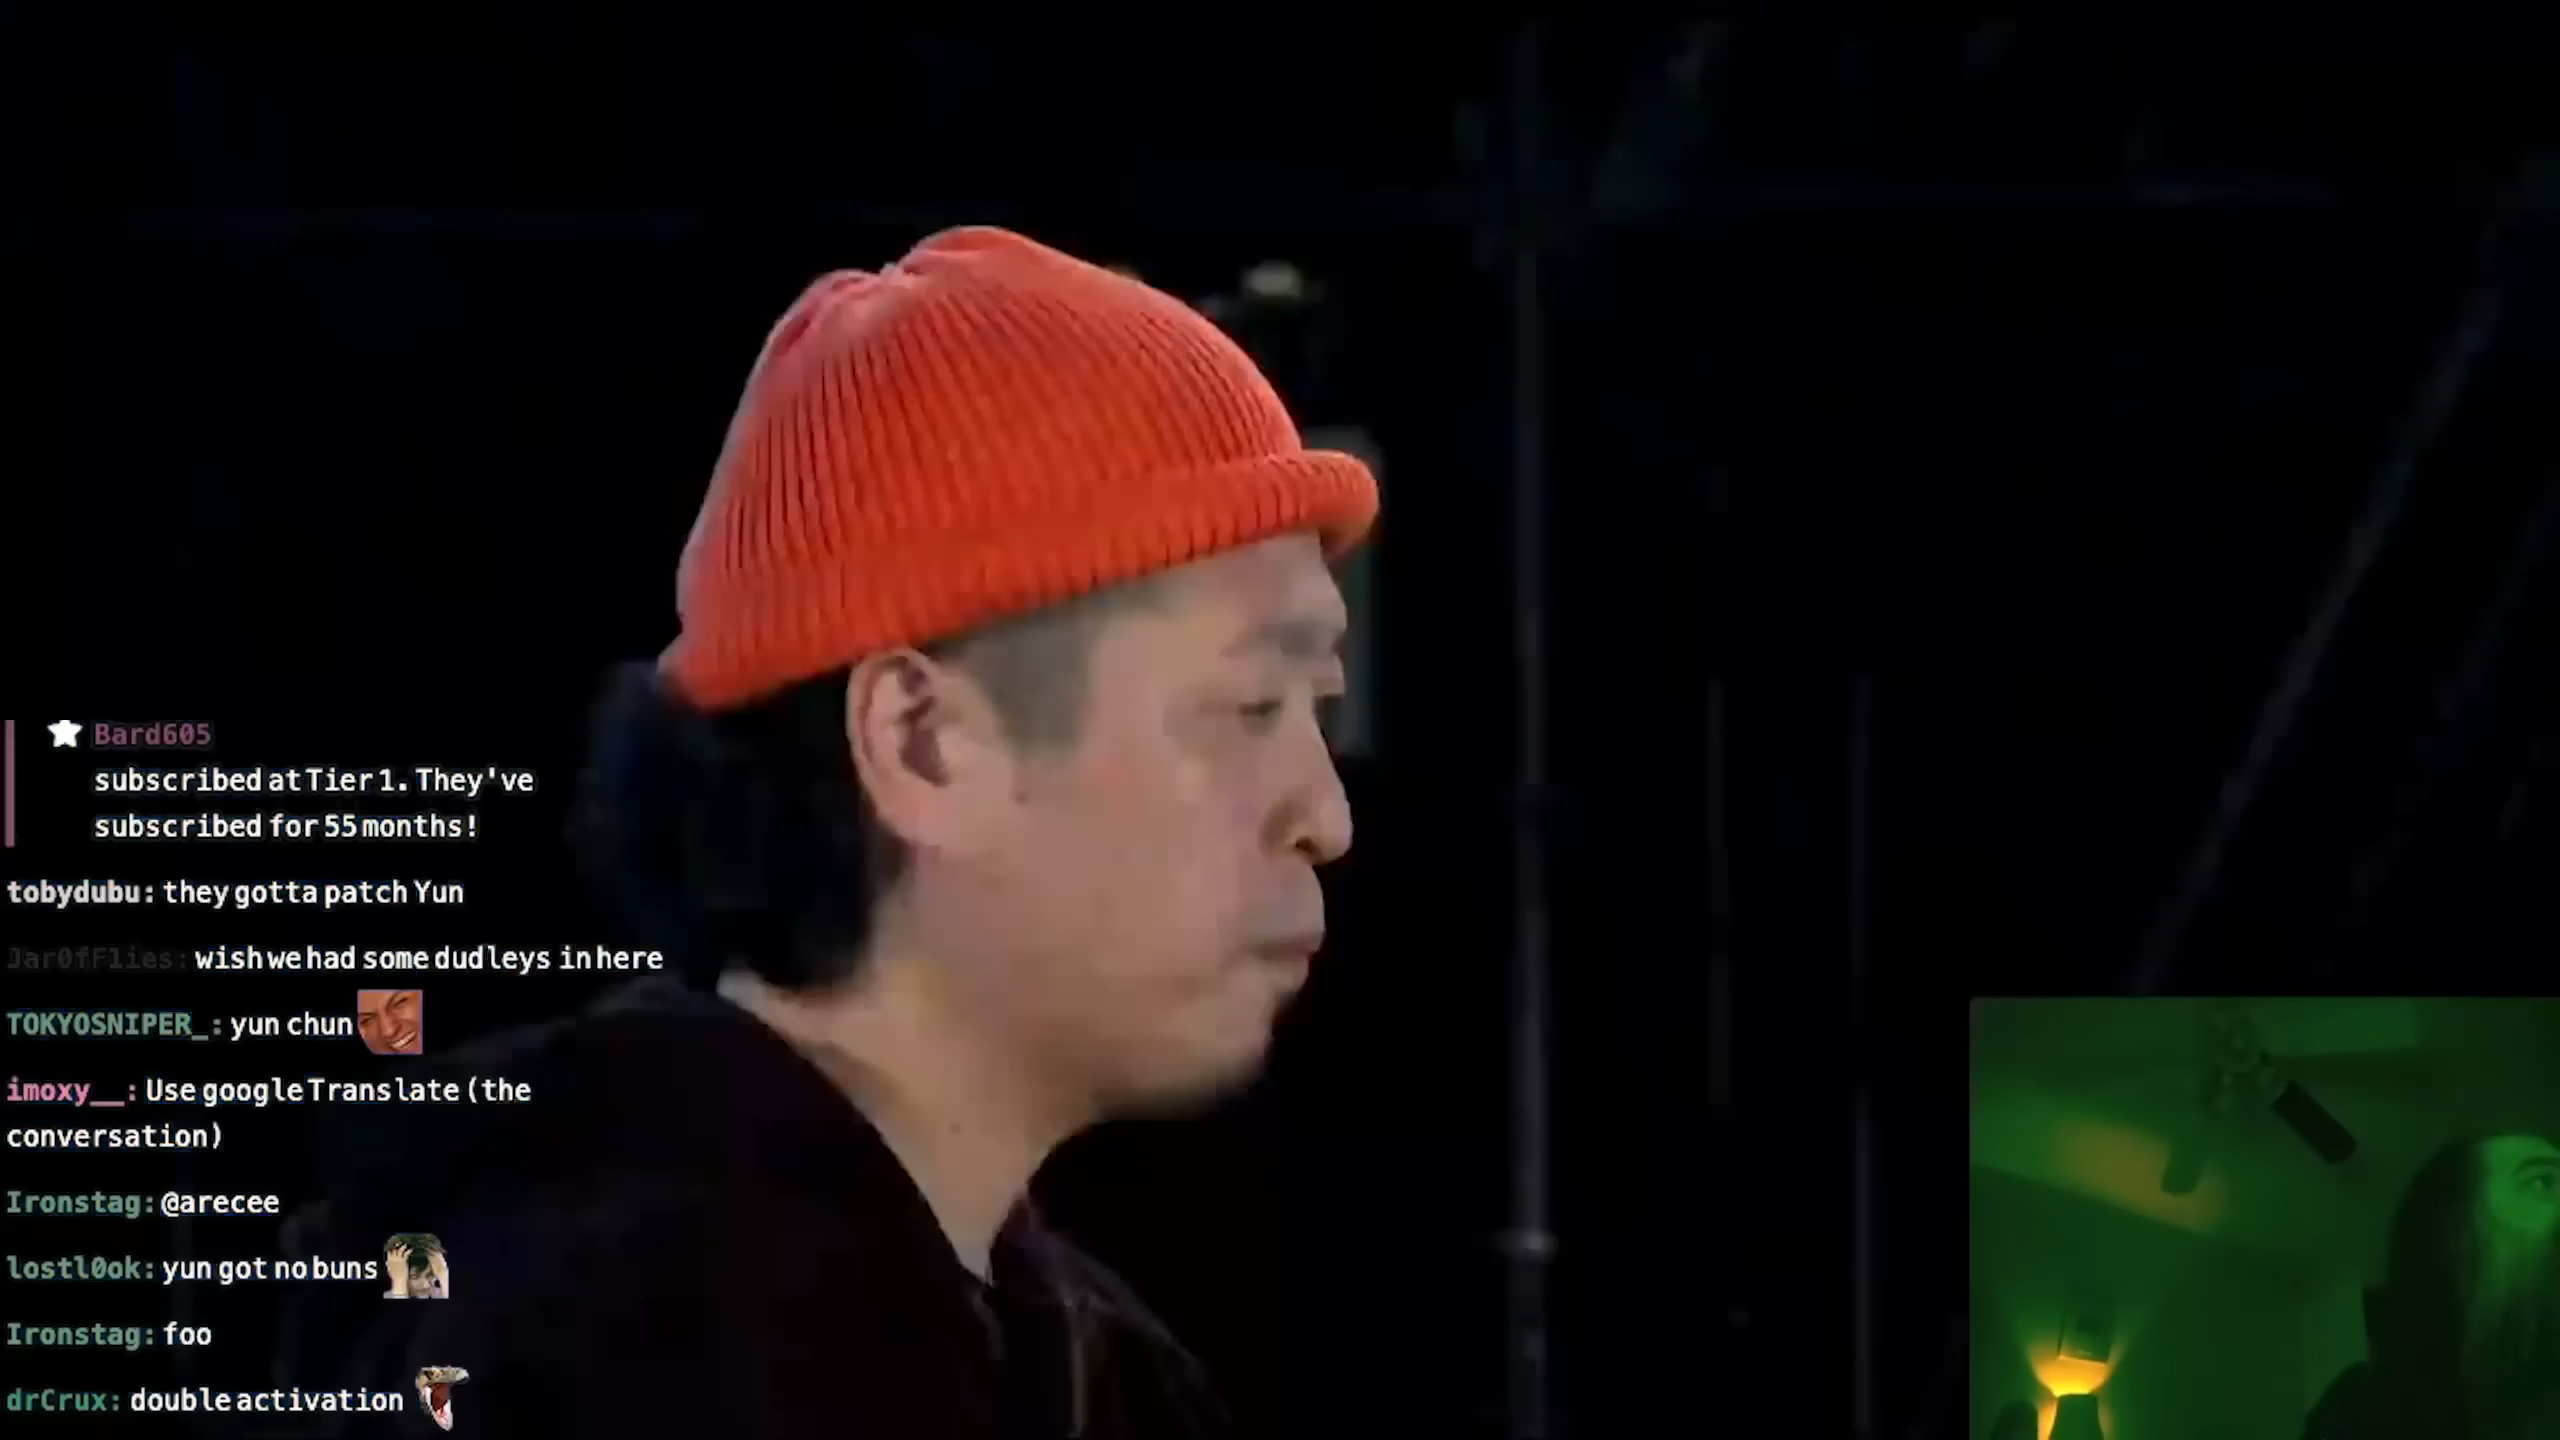 Bard605
subscribed at Tier 1. They've
subscribed for 55 months!
tobydubu: they gotta patch Yun
Jar0fFlies: wish we had some dudleys in here
TOKYOSNIPER_: yun chun
imoxy__: Use google Translate (the
conversation)
Ironstag: @arecee
lostl0ok: yun got no buns
Ironstag: foo
drCrux: double activation